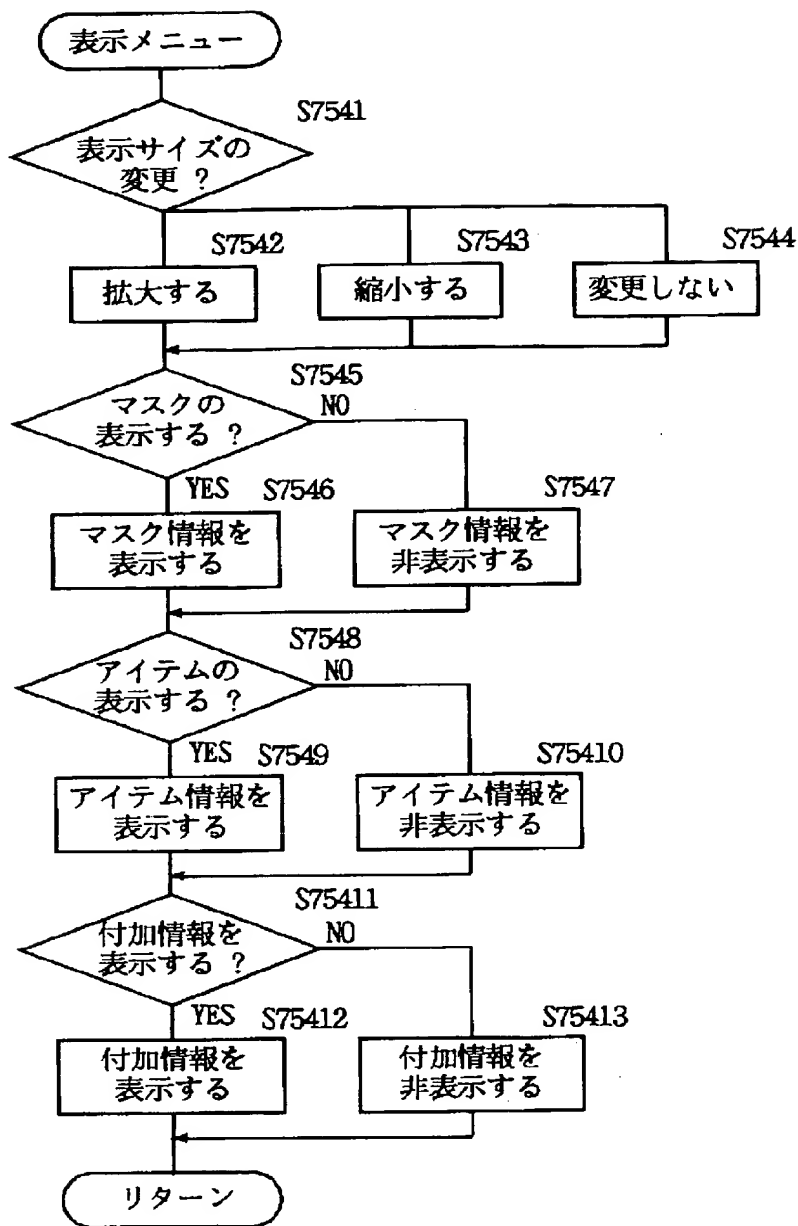 表示メニュー
S7541
表示サイズの
変更 ?
S7542
S7543
S7544
拡大する
縮小する
変更しない
S7545
マスクの
表示する ?
NO
YES
S7546
S7547
マスク情報を
表示する
マスク情報を
非表示する
S7548
アイテムの
表示する ?
NO
YES
S7549
S75410
アイテム情報を
表示する
アイテム情報を
非表示する
S75411
付加情報を
表示する ?
NO
YES
S75412
S75413
付加情報を
表示する
付加情報を
非表示する
リターン